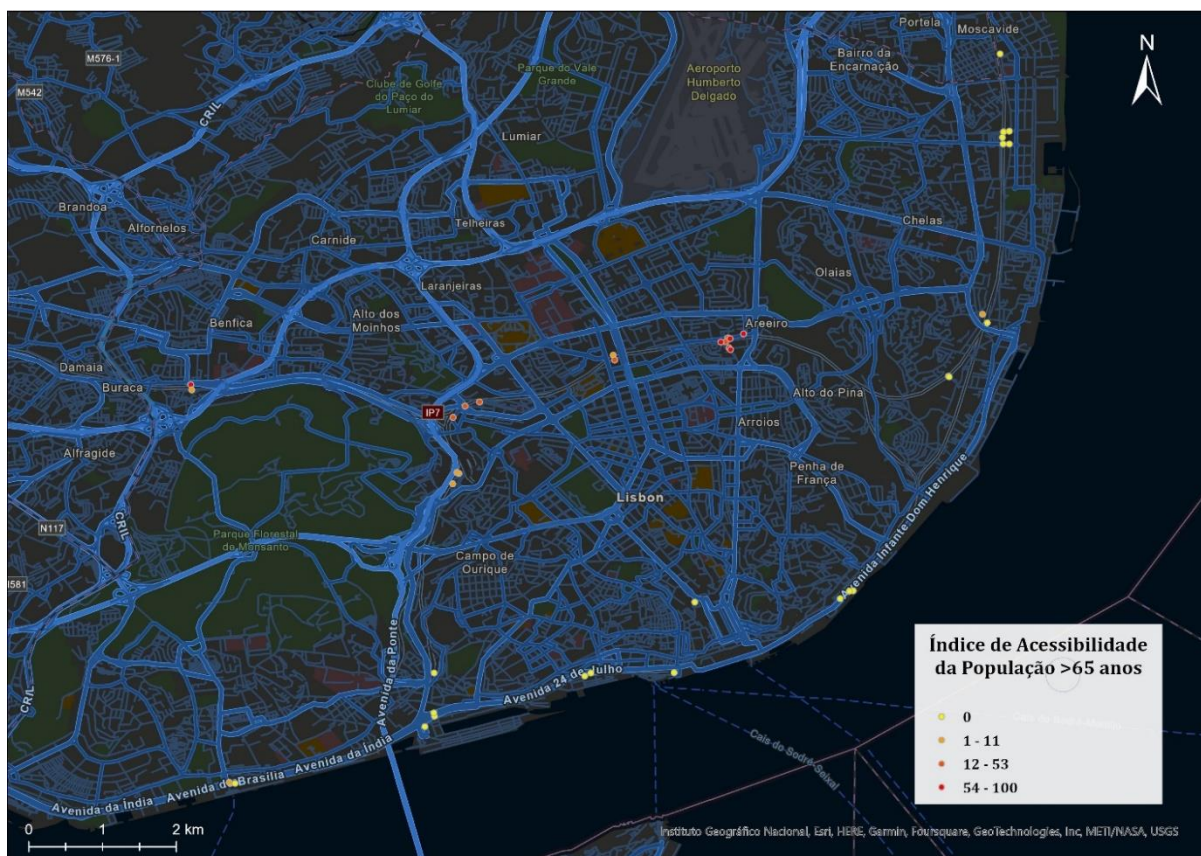 Portela
Moscavide
M576-1
Bairro da
Encarnação
Parque do Vale
Grande
Aeroporto
Humberto
Delgado
N
Clube de Golfe
do Paço do
Lumiar
M542
CRIL
Lumiar
Brandoa
Alfornelos
Telheiras
Carnide
Chelas
Olaias
Laranjeiras
Alto dos
Moinhos
Benfica
Areeiro
Damaia
Buraca
Alto do Pina
IP7
Arroios
Alfragide
Penha de
França
Lisbon
N117
CRIL
Parque Florestal
de Monsanto
Campo de
Ourique
Avenida Infante Dom Henrique
I581
Avenida da Ponte
Avenida 24 de Julho
CRIL
Avenida da Índia
Avenida de Brasília
Avenida da Índia
Cais do Sodré-Seixal
Índice de Acessibilidade
da População >65 anos
0
1 - 11
12 - 53
54 - 100
0 1 2 km
Instituto Geográfico Nacional, Esri, HERE, Garmin, Foursquare, GeoTechnologies, Inc, METI/NASA, USGS